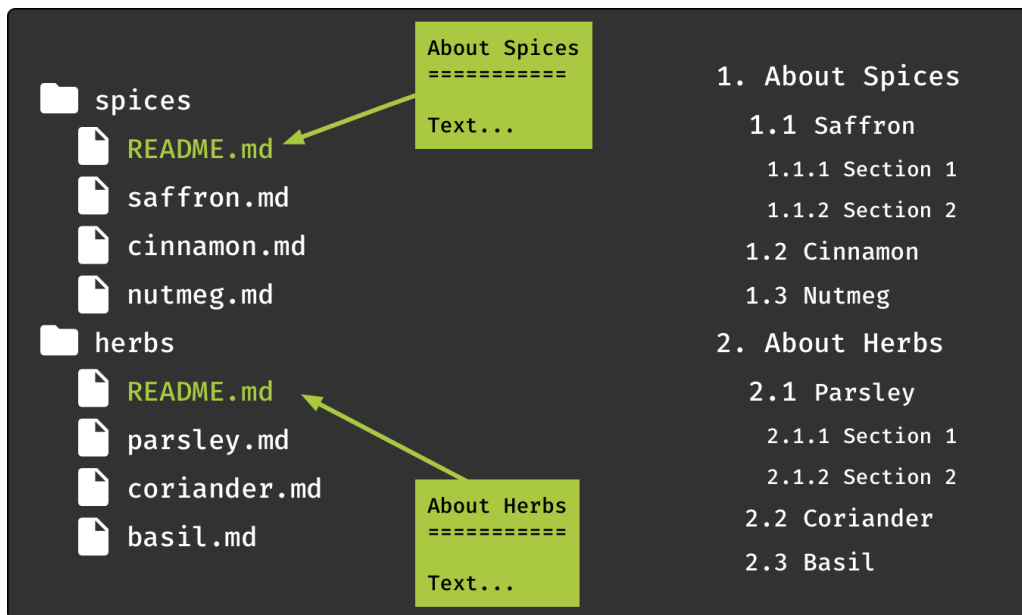 spices
README.md
saffron.md
cinnamon.md
nutmeg.md
herbs
README.md
parsley.md
coriander.md
basil.md
About Spices
===========
Text...
About Herbs
===========
Text...
1. About Spices
1.1 Saffron
1.1.1 Section 1
1.1.2 Section 2
1.2 Cinnamon
1.3 Nutmeg
2. About Herbs
2.1 Parsley
2.1.1 Section 1
2.1.2 Section 2
2.2 Coriander
2.3 Basil